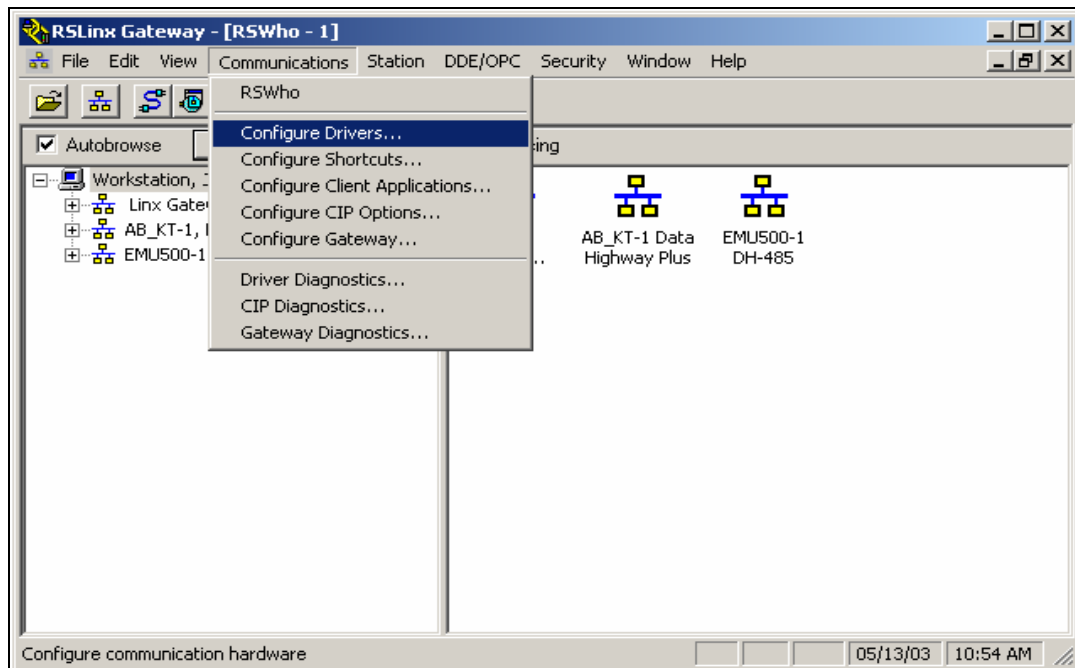 RSLinx Gateway - [RSWho - 1]
File Edit View Communications Station DDE/OPC Security Window Help
RSWho
Configure Drivers...
Configure Shortcuts...
Configure Client Applications...
Configure CIP Options...
Configure Gateway...
Driver Diagnostics...
CIP Diagnostics...
Gateway Diagnostics...
Autobrowse
Workstation,
Linx
AB_KT-1,
EMU500-1
AB_KT-1 Data
Highway Plus
EMU500-1
DH-485
Configure communication hardware
05/13/03 10:54 AM